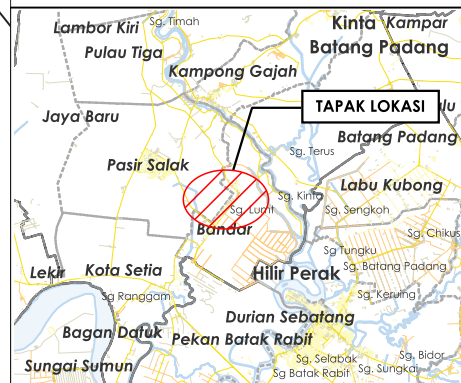 Lambor Kiri
Sg. Timah
Kinta
Kampar
Pulau Tiga
Batang Padang
Kampong Gajah
TAPAK LOKASI
Jaya Baru
Batang Padang
Sg. Terus
Pasir Salak
Labu Kubong
Sg. Kinta
Sg. Lumt
Sg. Sengkoh
Bandar
Sg. Chikus
Sg Tungku
Lekir
Kota Setia
Hilir Perak
Sg. Batang Padang
Sg Ranggam
Sg. Keruing
Durian Sebatang
Bagan Datuk
Pekan Batak Rabit
Sg. Selabak
Sg. Bidor
Sungai Sumun
Sg Batak Rabit
Sg. Sungkai